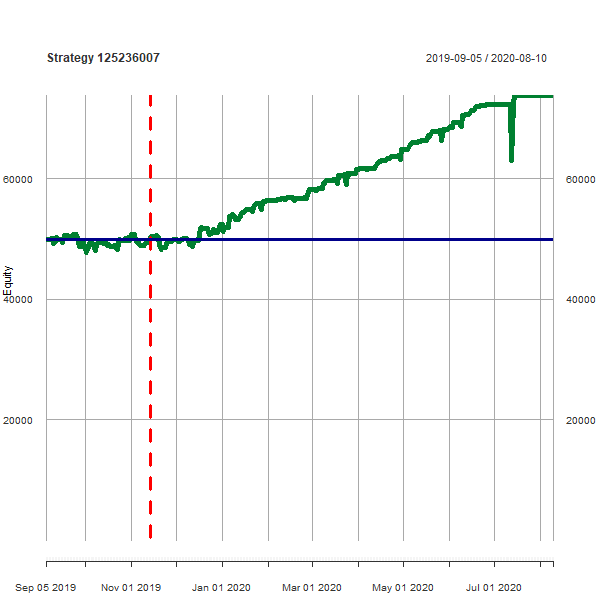 Strategy 125236007
2019-09-05 / 2020-08-10
60000
60000
Equity
40000
40000
20000
20000
Sep 05 2019
Nov 01 2019
Jan 01 2020
Mar 01 2020
May 01 2020
Jul 01 2020